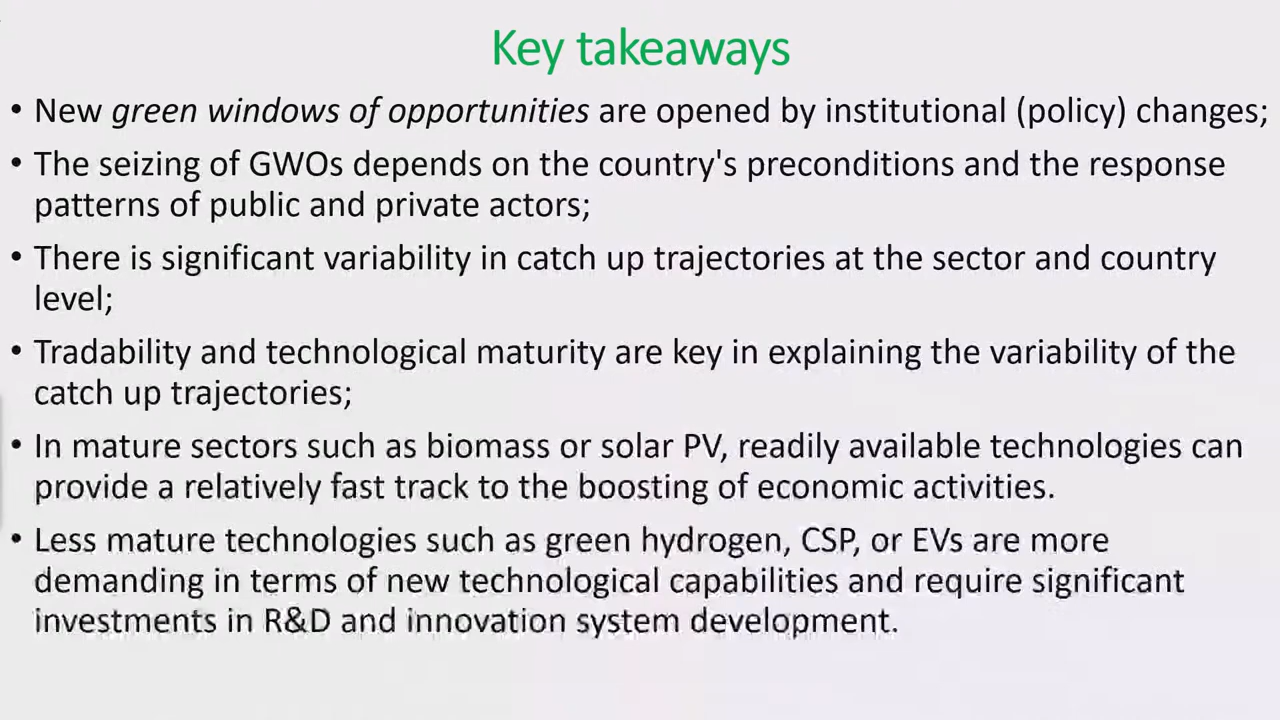 Key takeaways
• New green windows of opportunities are opened by institutional (policy) changes;
• The seizing of GWOs depends on the country's preconditions and the response
patterns of public and private actors;
• There is significant variability in catch up trajectories at the sector and country
level;
• Tradability and technological maturity are key in explaining the variability of the
catch up trajectories;
• In mature sectors such as biomass or solar PV, readily available technologies can
provide a relatively fast track to the boosting of economic activities.
• Less mature technologies such as green hydrogen, CSP, or EVs are more
demanding in terms of new technological capabilities and require significant
investments in R&D and innovation system development.